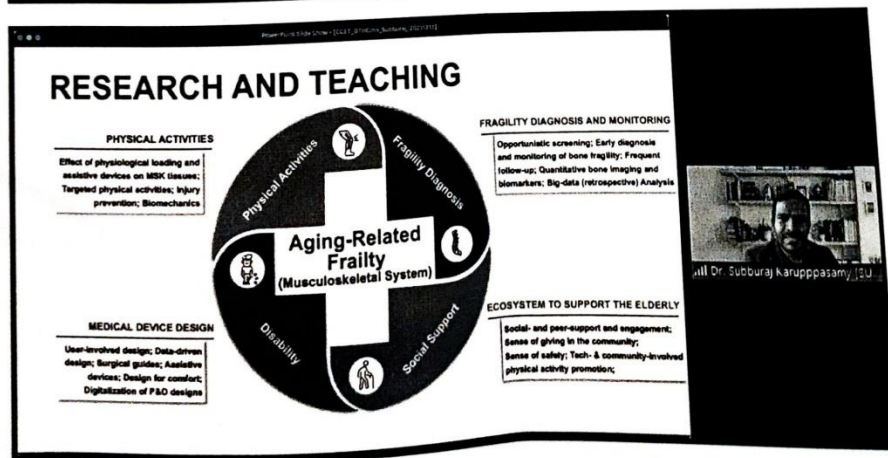 RESEARCH AND TEACHING
PHYSICAL ACTIVITIES
Effect of physiological loading and
assistive devices on MSK tissues;
Targeted physical activities; Injury
prevention; Biomechanics
FRAGILITY DIAGNOSIS AND MONITORING
Opportunistic screening; Early diagnosis
and monitoring of bone fragility; Frequent
follow-up; Quantitative bone imaging and
biomarkers; Big-data (retrospective) Analysis
Physical Activities
Fragility Diagnosis
Aging-Related
Frailty
(Musculoskeletal System)
Disability
Social Support
MEDICAL DEVICE DESIGN
User-involved design; Data-driven
design; Surgical guides; Assistive
devices; Design for comfort;
Digitalization of P&O designs
ECOSYSTEM TO SUPPORT THE ELDERLY
Social- and peer-support and engagement;
Sense of giving in the community;
Sense of safety; Tech- & community-involved
physical activity promotion;
Dr. Subburaj Karupppasamy (SU...